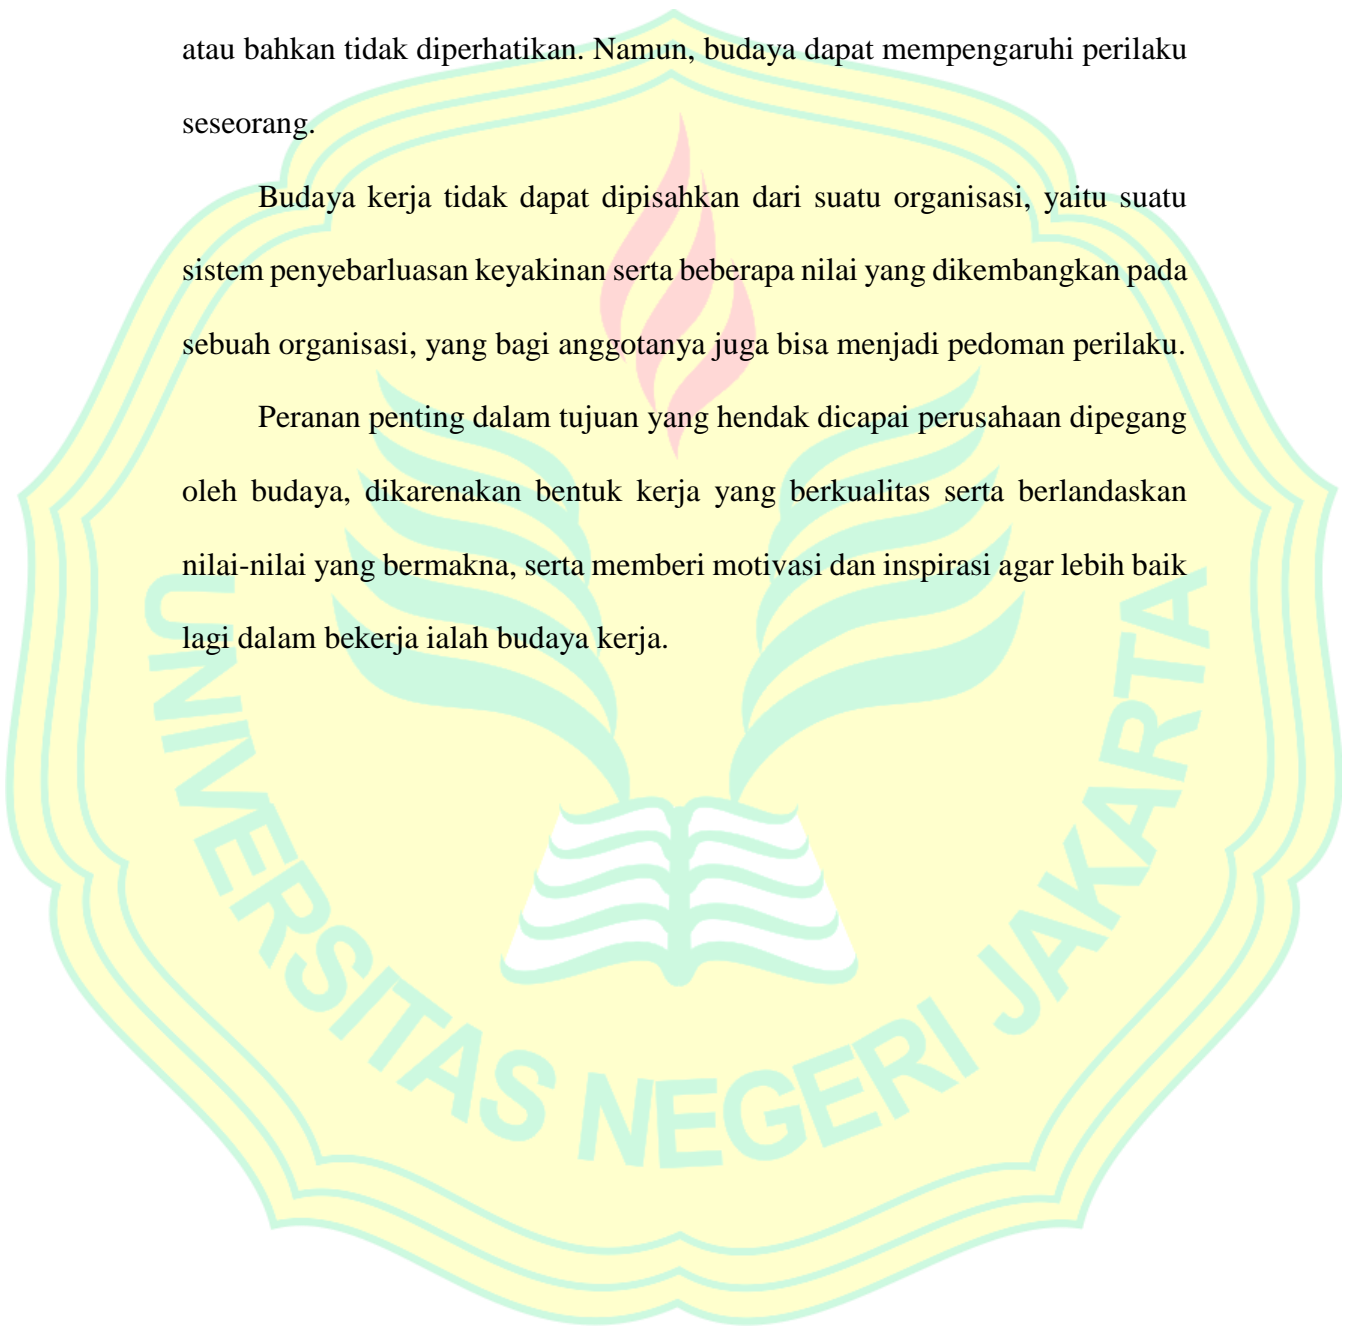 atau bahkan tidak diperhatikan. Namun, budaya dapat mempengaruhi perilaku
seseorang.
Budaya kerja tidak dapat dipisahkan dari suatu organisasi, yaitu suatu
sistem penyebarluasan keyakinan serta beberapa nilai yang dikembangkan pada
sebuah organisasi, yang bagi anggotanya juga bisa menjadi pedoman perilaku.
Peranan penting dalam tujuan yang hendak dicapai perusahaan dipegang
oleh budaya, dikarenakan bentuk kerja yang berkualitas serta berlandaskan
nilai-nilai yang bermakna, serta memberi motivasi dan inspirasi agar lebih baik
lagi dalam bekerja ialah budaya kerja.
UNIVERSITAS NEGERI JAKARTA